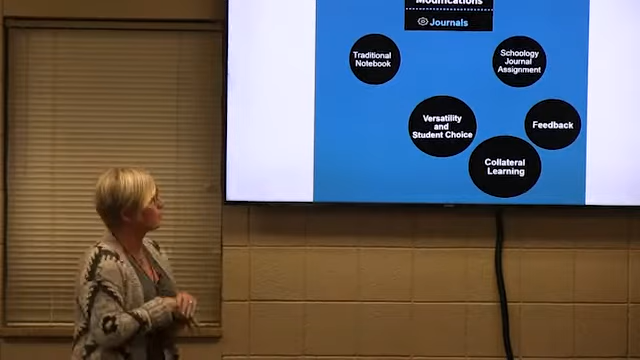 Modifications
Journals
Traditional
Notebook
Schoology
Journal
Assignment
Versatility
and
Student Choice
Feedback
Collateral
Learning